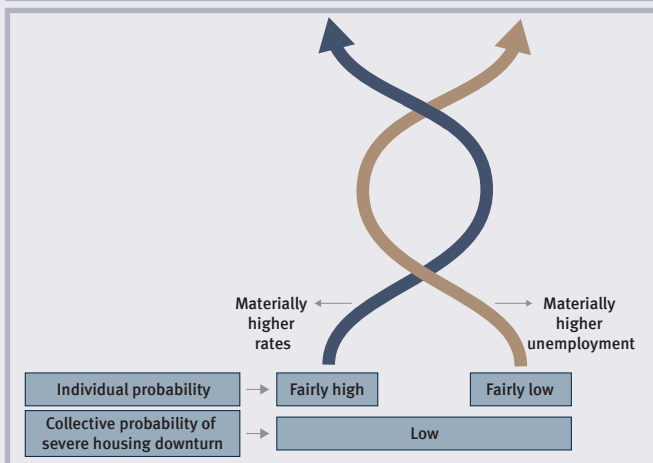 Materially
higher
rates
Materially
higher
unemployment
Individual probability
Fairly high
Fairly low
Collective probability of
severe housing downturn
Low